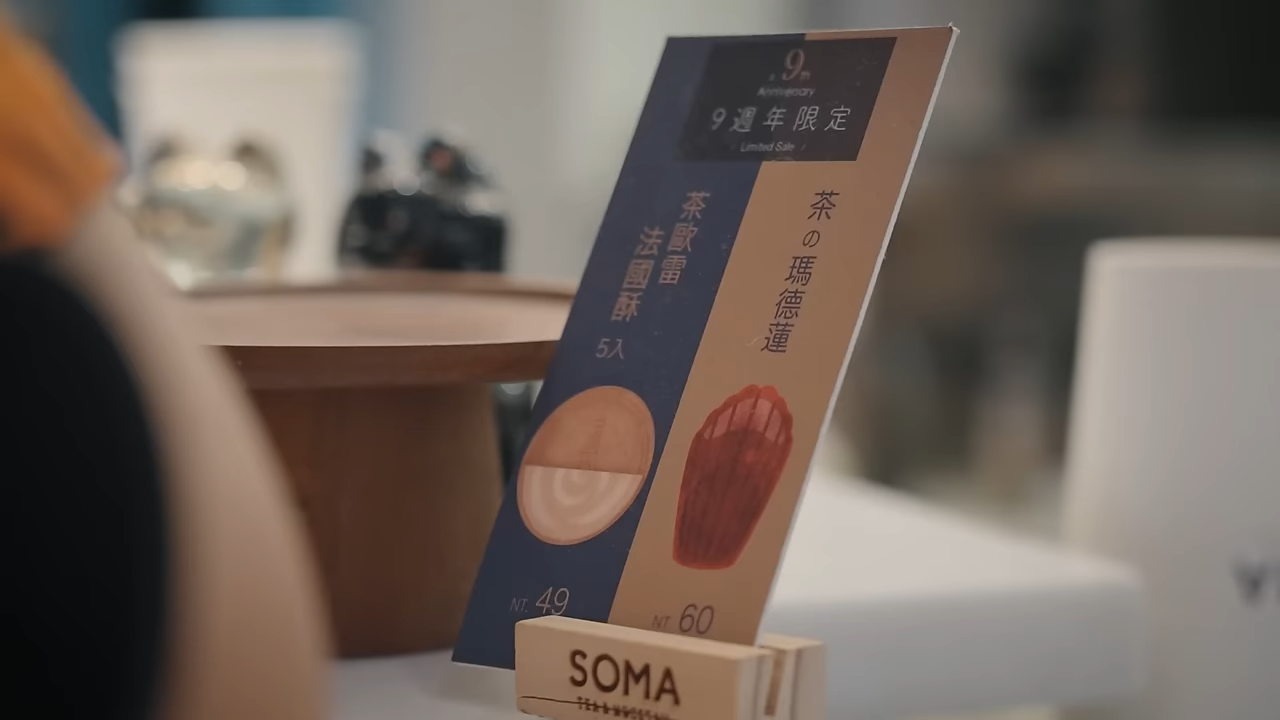 9th
Anniversary
9週年限定
Limited Sale
茶歐雷
法國酥
5入
NT. 49
茶の瑪德蓮
NT 60
SOMA